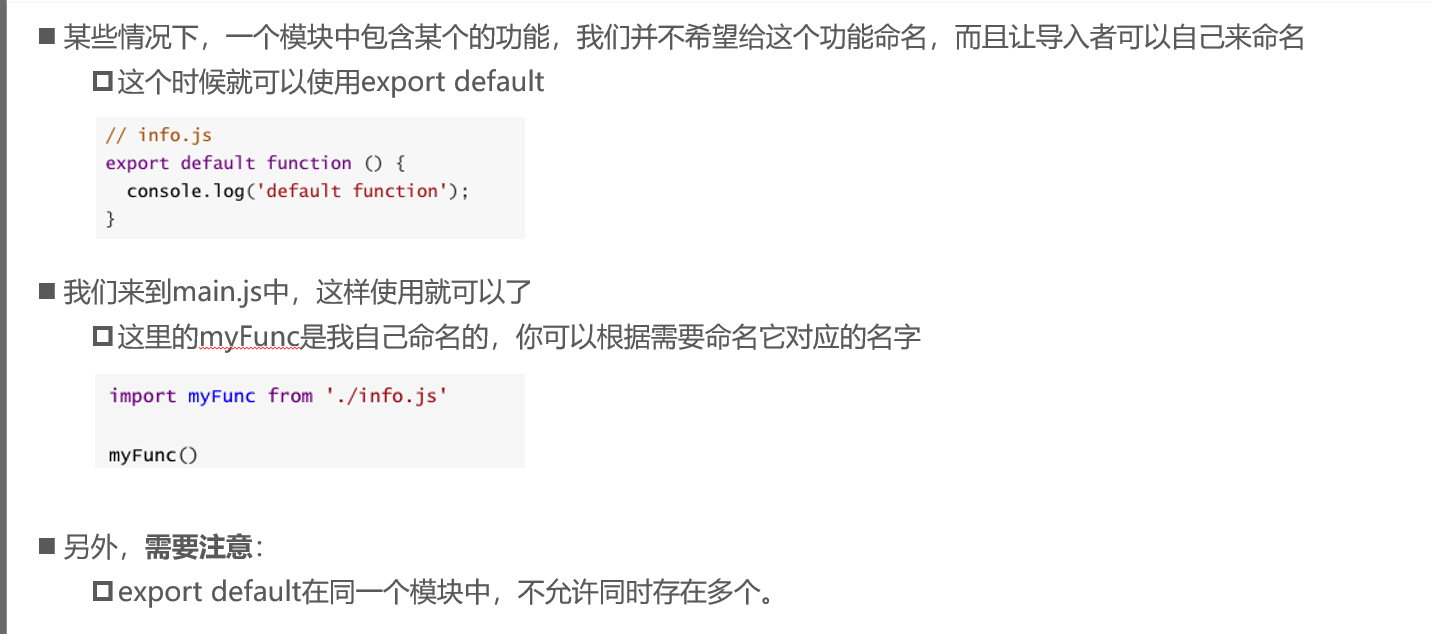 某些情况下，一个模块中包含某个的功能，我们并不希望给这个功能命名，而且让导入者可以自己来命名
这个时候就可以使用export default
// info.js
export default function () {
  console.log('default function');
}
我们来到main.js中，这样使用就可以了
这里的myFunc是我自己命名的，你可以根据需要命名它对应的名字
import myFunc from './info.js'
myFunc()
另外，需要注意：
export default在同一个模块中，不允许同时存在多个。